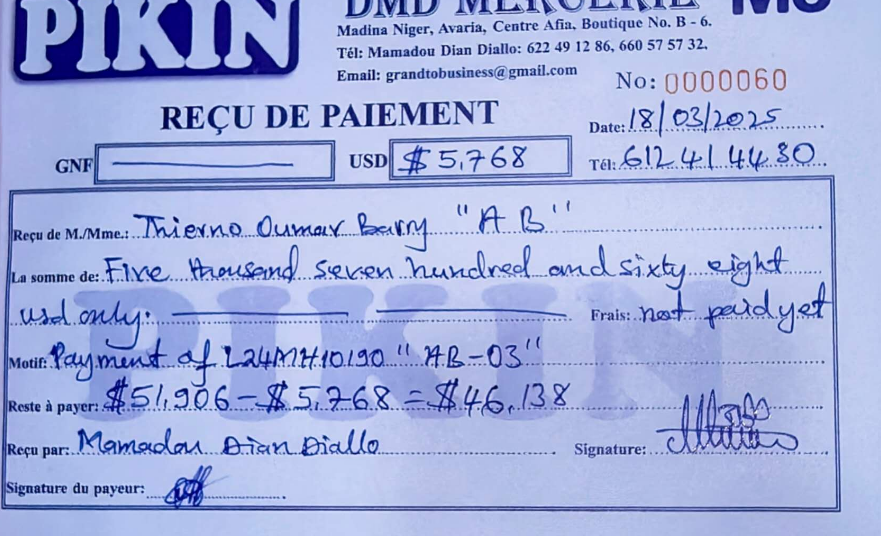 PIKIN
DMD MERCERIE
Madina Niger, Avaria, Centre Afia, Boutique No. B - 6.
Tél: Mamadou Dian Diallo: 622 49 12 86, 660 57 57 32.
Email: grandtobusiness@gmail.com
No: 0000060
REÇU DE PAIEMENT
Date: 18/03/2025
GNF
USD $ 5,768
Tél: 612 41 44 30
Reçu de M./Mme.: Thierno Oumar Barry "AB"
La somme de: Five thousand seven hundred and sixty eight
usd only.
Frais: not paid yet
Motif: Payment of L24MH10190 "AB-03"
Reste à payer: $51,906 - $5,768 = $46,138
Reçu par: Mamadou Dian Diallo
Signature:
Signature du payeur:
PIKIN